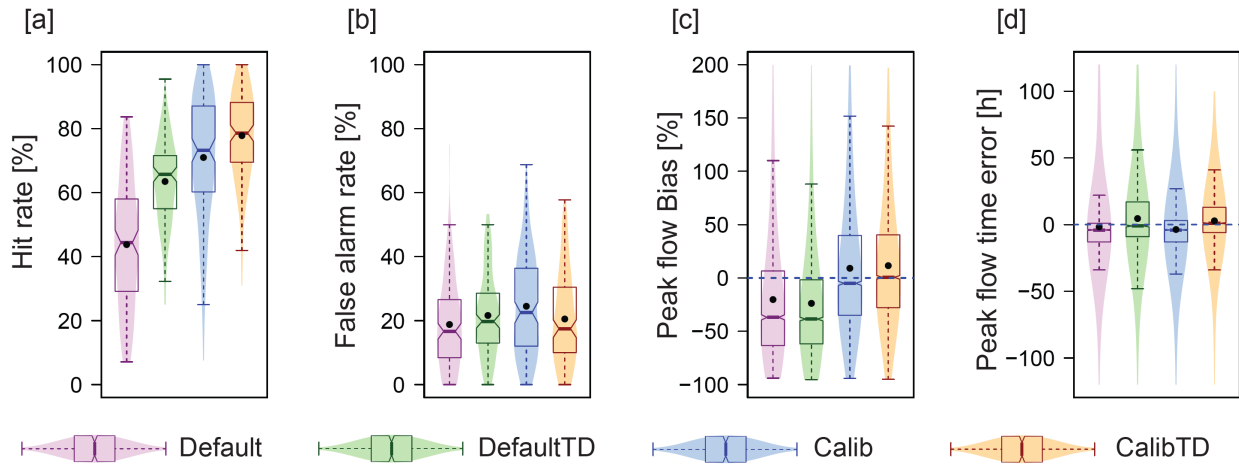 [a]
Hit rate [%]
100
80
60
40
20
0
[b]
False alarm rate [%]
100
80
60
40
20
0
[c]
Peak flow Bias [%]
200
150
100
50
0
−50
−100
[d]
Peak flow time error [h]
100
50
0
−50
−100
Default
DefaultTD
Calib
CalibTD